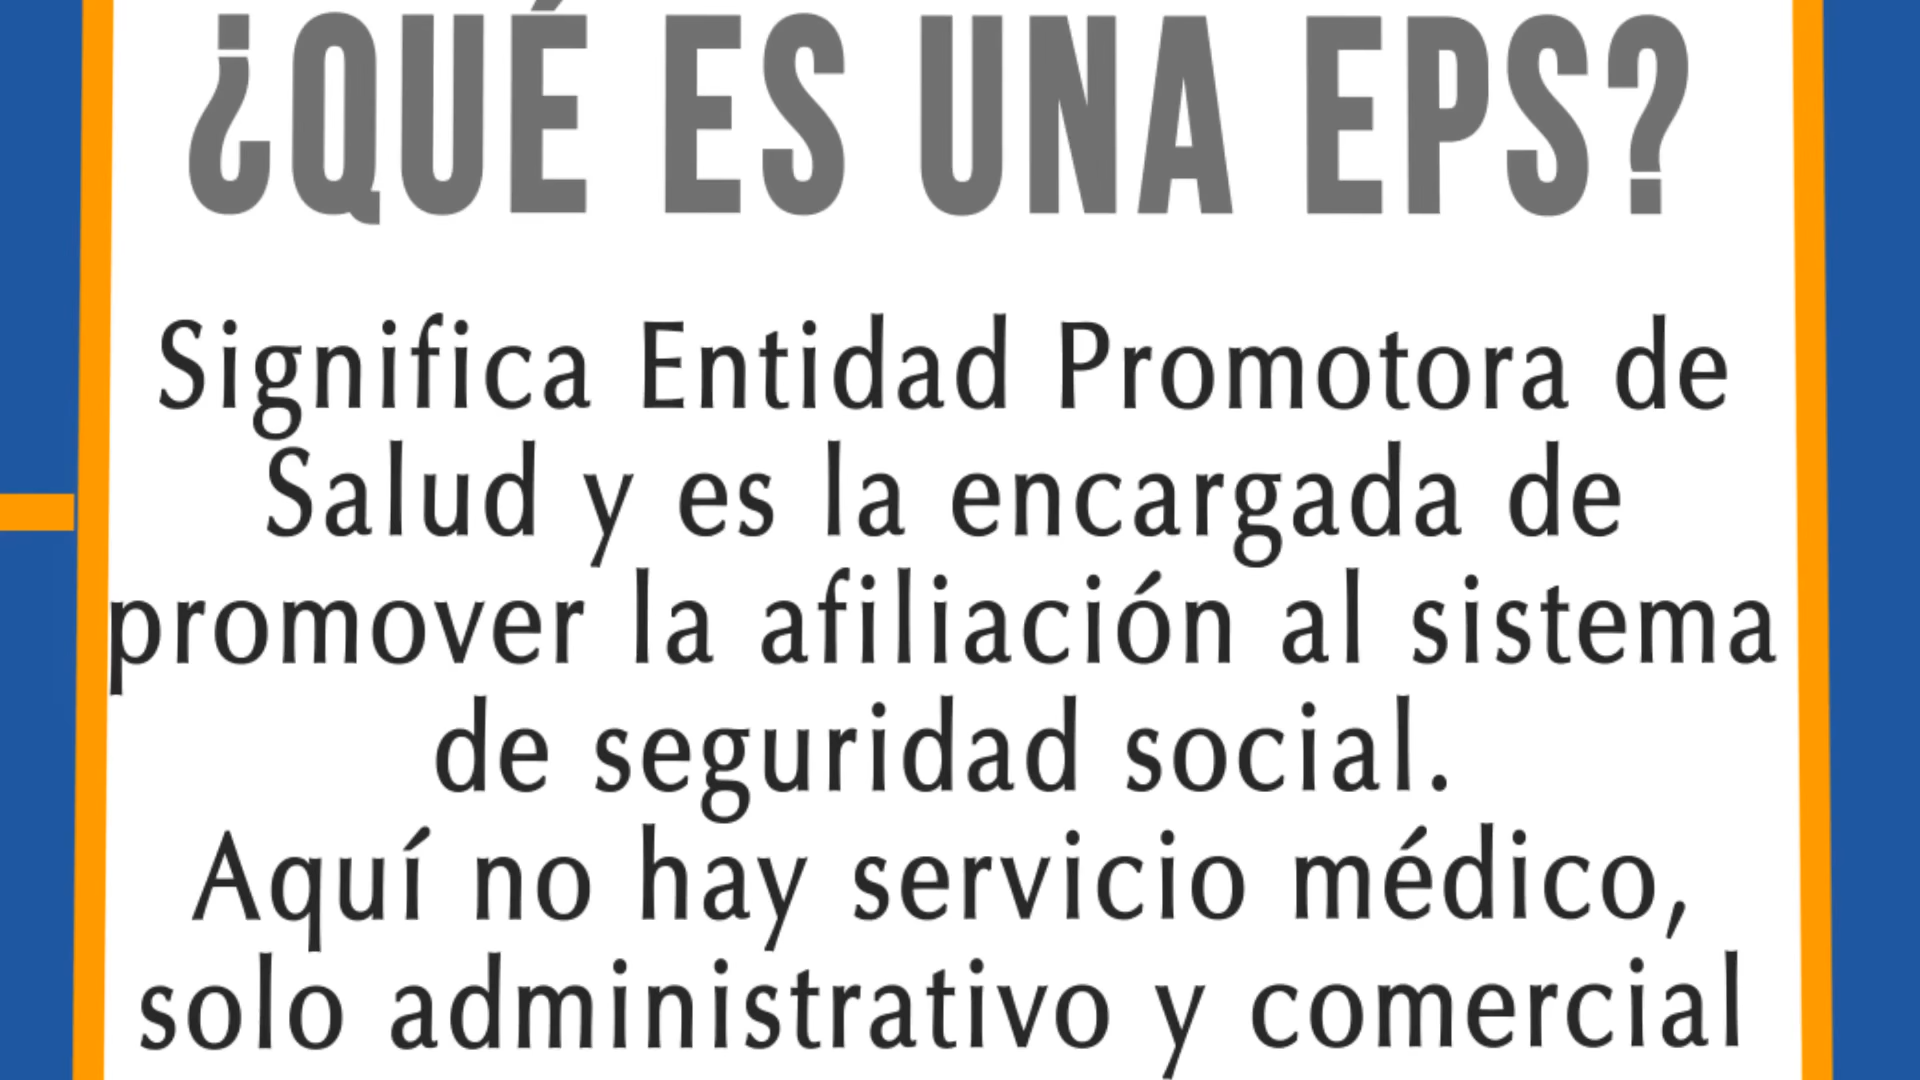 ¿QUÉ ES UNA EPS?
Significa Entidad Promotora de
Salud y es la encargada de
promover la afiliación al sistema
de seguridad social.
Aquí no hay servicio médico,
solo administrativo y comercial